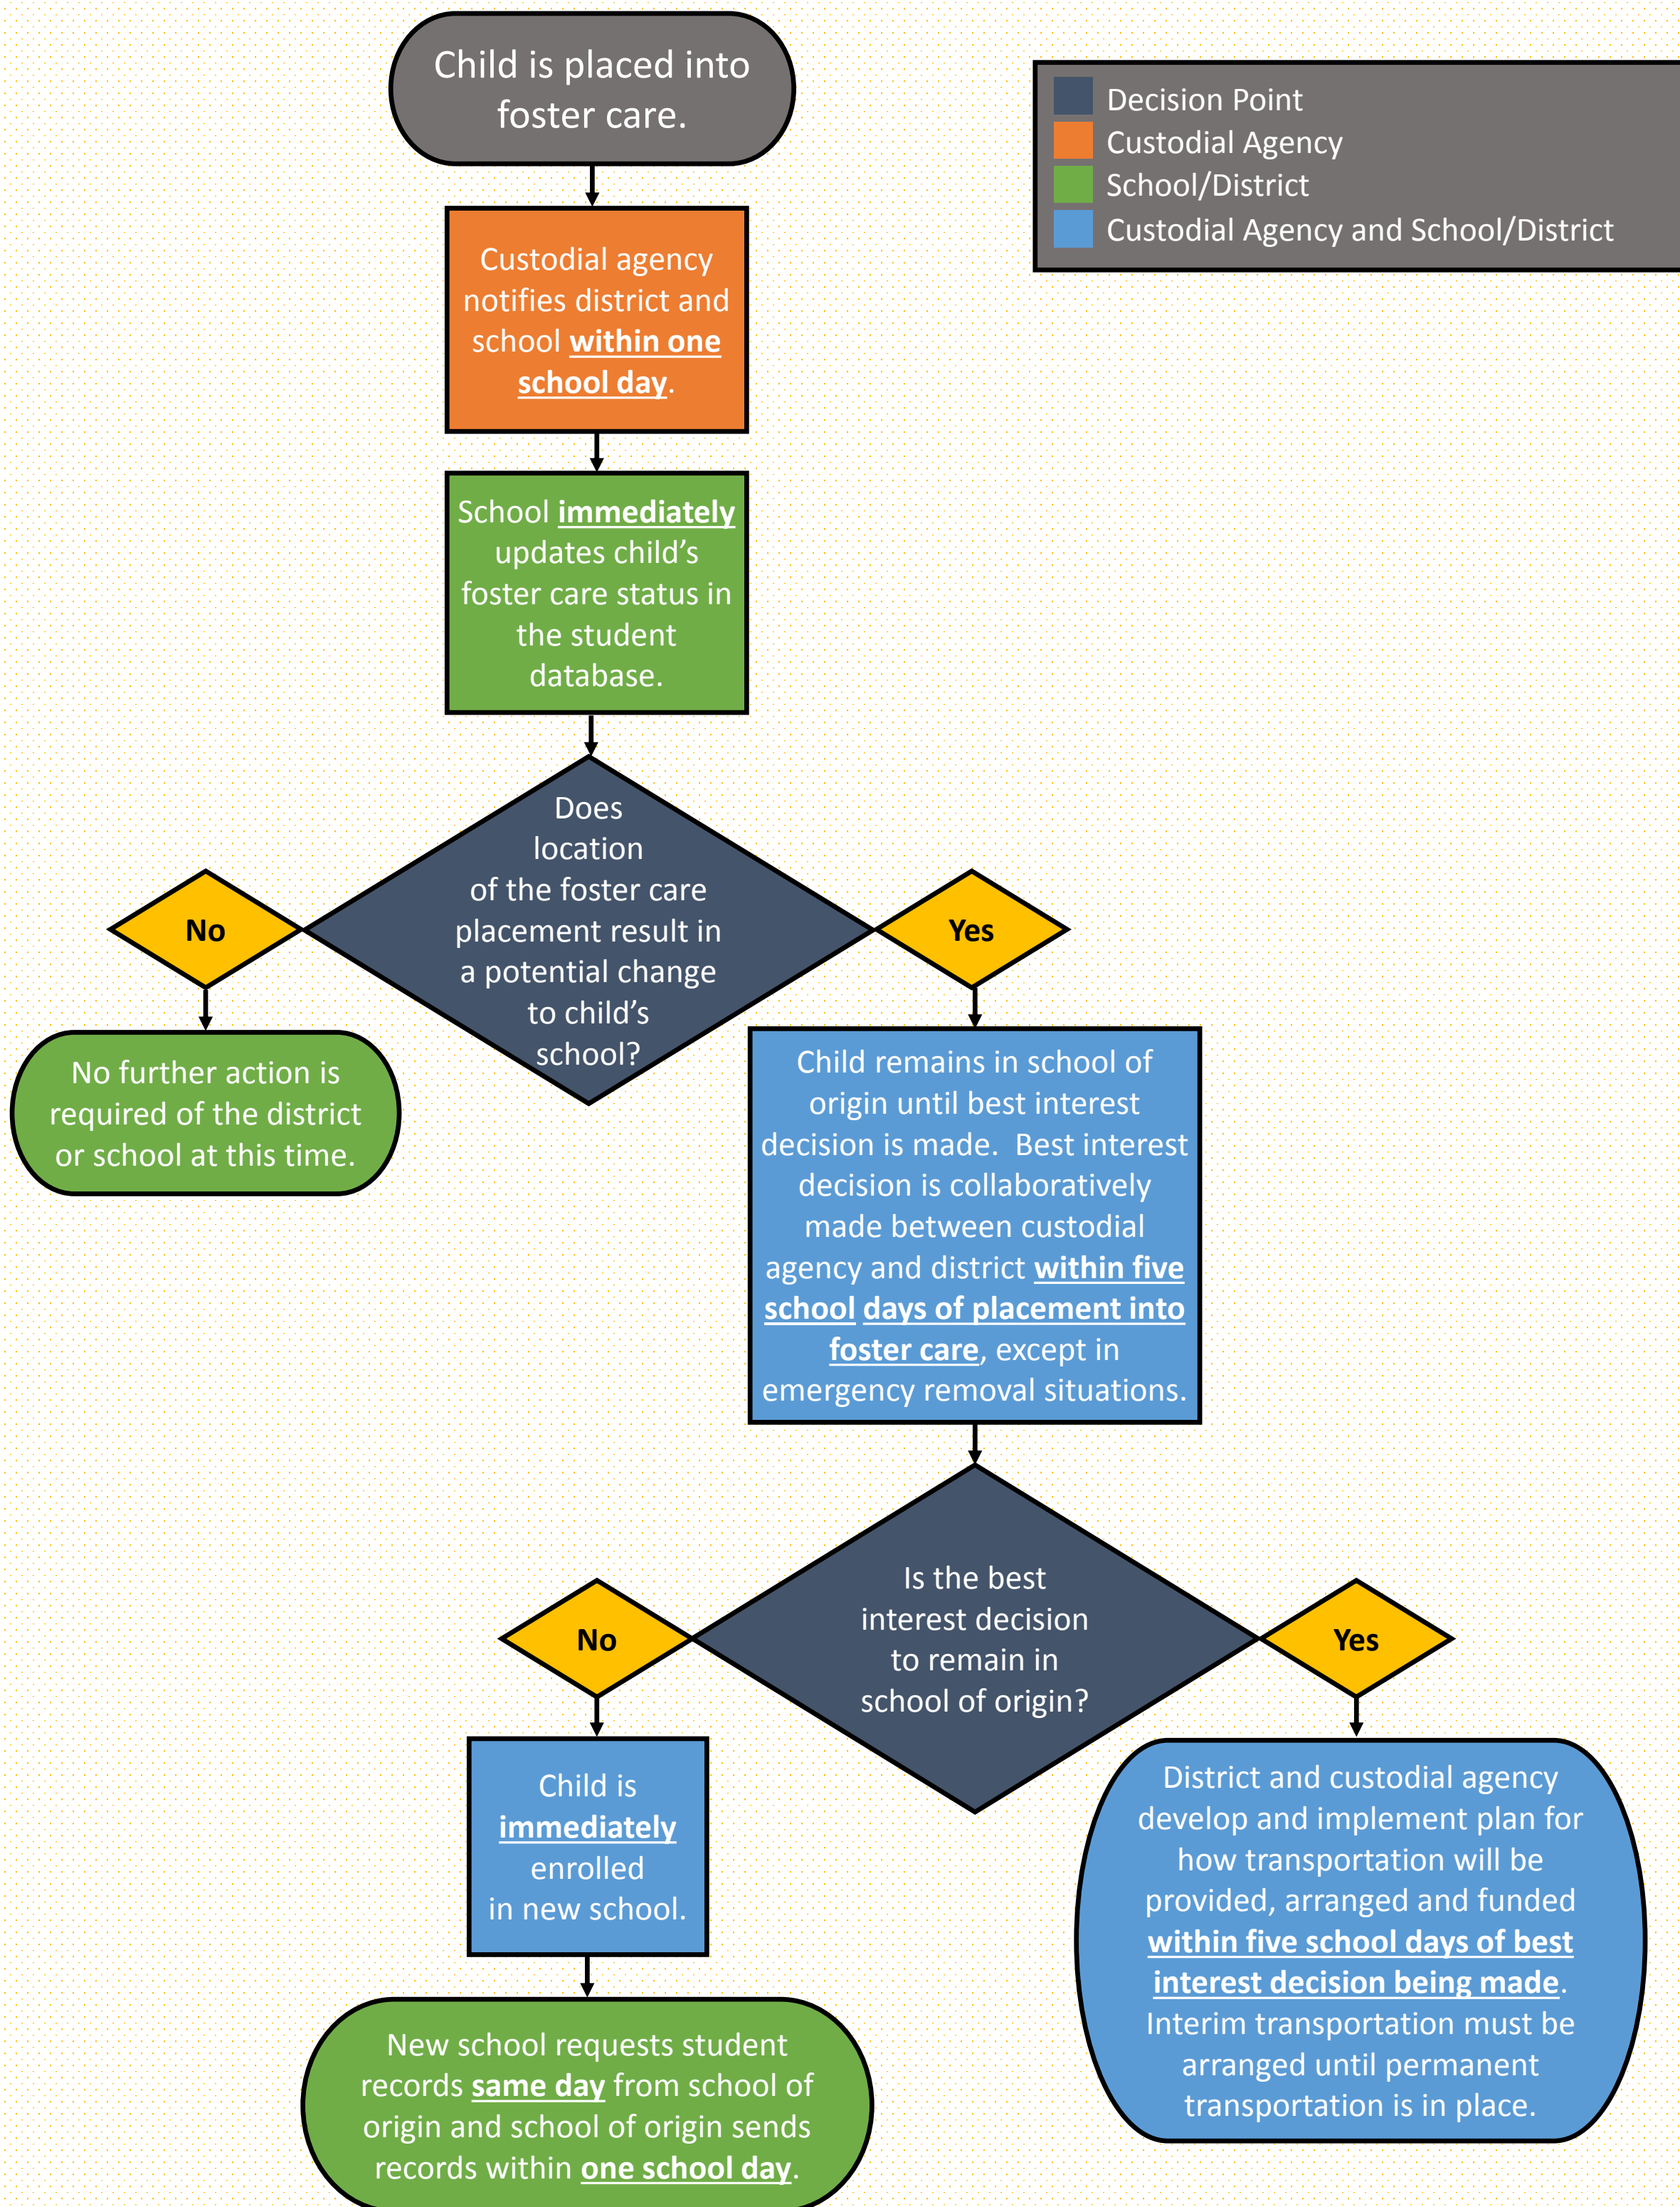 Child is placed into
foster care.
Decision Point
Custodial Agency
School/District
Custodial Agency and School/District
Custodial agency
notifies district and
school within one
school day.
School immediately
updates child’s
foster care status in
the student
database.
Does
location
of the foster care
placement result in
a potential change
to child’s
school?
No
Yes
No further action is
required of the district
or school at this time.
Child remains in school of
origin until best interest
decision is made.  Best interest
decision is collaboratively
made between custodial
agency and district within five
school days of placement into
foster care, except in
emergency removal situations.
Is the best
interest decision
to remain in
school of origin?
No
Yes
Child is
immediately
enrolled
in new school.
District and custodial agency
develop and implement plan for
how transportation will be
provided, arranged and funded
within five school days of best
interest decision being made.
Interim transportation must be
arranged until permanent
transportation is in place.
New school requests student
records same day from school of
origin and school of origin sends
records within one school day.